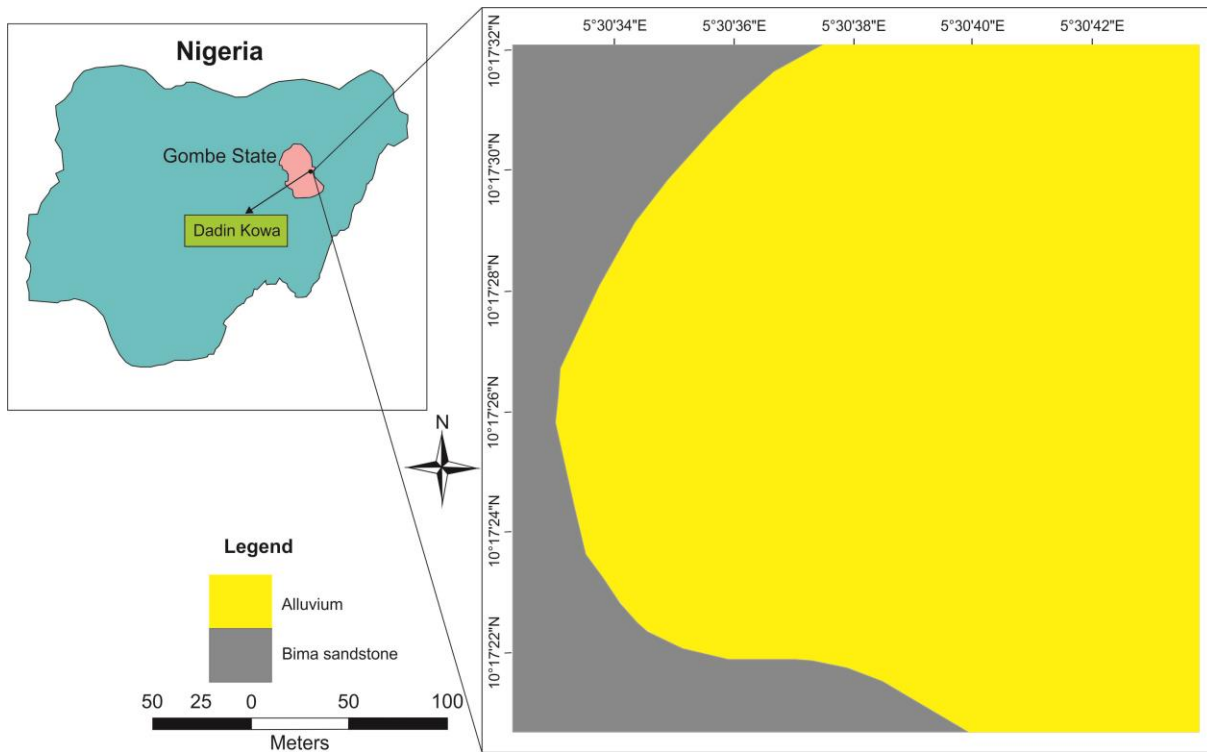 Nigeria
Gombe State
Dadin Kowa
N
Legend
Alluvium
Bima sandstone
50 25 0 50 100
Meters
5°30'34"E 5°30'36"E 5°30'38"E 5°30'40"E 5°30'42"E
10°17'32"N
10°17'30"N
10°17'28"N
10°17'26"N
10°17'24"N
10°17'22"N